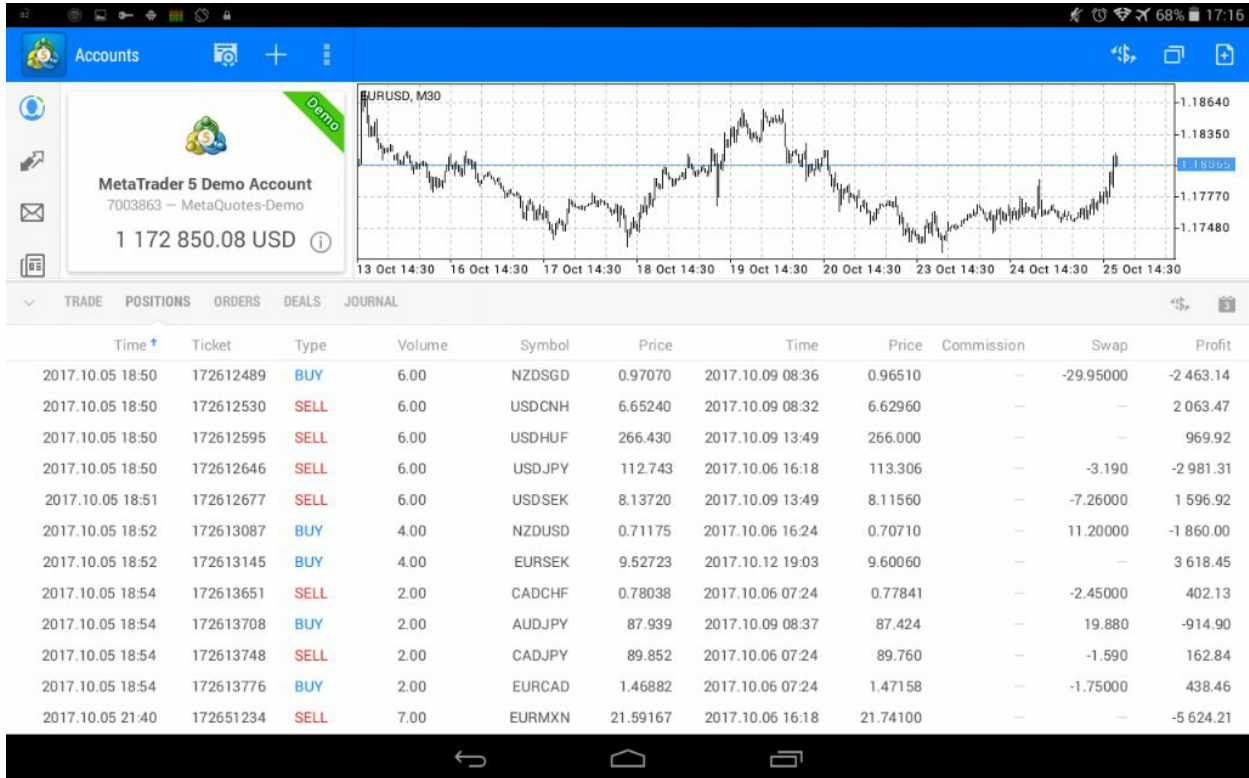 02 68% 17:16
Accounts
Demo
MetaTrader 5 Demo Account
7003863 — MetaQuotes-Demo
1 172 850.08 USD
EURUSD, M30
1.18640
1.18350
1.18065
1.17770
1.17480
13 Oct 14:30 16 Oct 14:30 17 Oct 14:30 18 Oct 14:30 19 Oct 14:30 20 Oct 14:30 23 Oct 14:30 24 Oct 14:30 25 Oct 14:30
TRADE POSITIONS ORDERS DEALS JOURNAL 3
Time Ticket Type Volume Symbol Price Time Price Commission Swap Profit
2017.10.05 18:50 172612489 BUY 6.00 NZDSGD 0.97070 2017.10.09 08:36 0.96510 — -29.95000 -2 463.14
2017.10.05 18:50 172612530 SELL 6.00 USDCNH 6.65240 2017.10.09 08:32 6.62960 — — 2 063.47
2017.10.05 18:50 172612595 SELL 6.00 USDHUF 266.430 2017.10.09 13:49 266.000 — — 969.92
2017.10.05 18:50 172612646 SELL 6.00 USDJPY 112.743 2017.10.06 16:18 113.306 — -3.190 -2 981.31
2017.10.05 18:51 172612677 SELL 6.00 USDSEK 8.13720 2017.10.09 13:49 8.11560 — -7.26000 1 596.92
2017.10.05 18:52 172613087 BUY 4.00 NZDUSD 0.71175 2017.10.06 16:24 0.70710 — 11.20000 -1 860.00
2017.10.05 18:52 172613145 BUY 4.00 EURSEK 9.52723 2017.10.12 19:03 9.60060 — — 3 618.45
2017.10.05 18:54 172613651 SELL 2.00 CADCHF 0.78038 2017.10.06 07:24 0.77841 — -2.45000 402.13
2017.10.05 18:54 172613708 BUY 2.00 AUDJPY 87.939 2017.10.09 08:37 87.424 — 19.880 -914.90
2017.10.05 18:54 172613748 SELL 2.00 CADJPY 89.852 2017.10.06 07:24 89.760 — -1.590 162.84
2017.10.05 18:54 172613776 BUY 2.00 EURCAD 1.46882 2017.10.06 07:24 1.47158 — -1.75000 438.46
2017.10.05 21:40 172651234 SELL 7.00 EURMXN 21.59167 2017.10.06 16:18 21.74100 — — -5 624.21